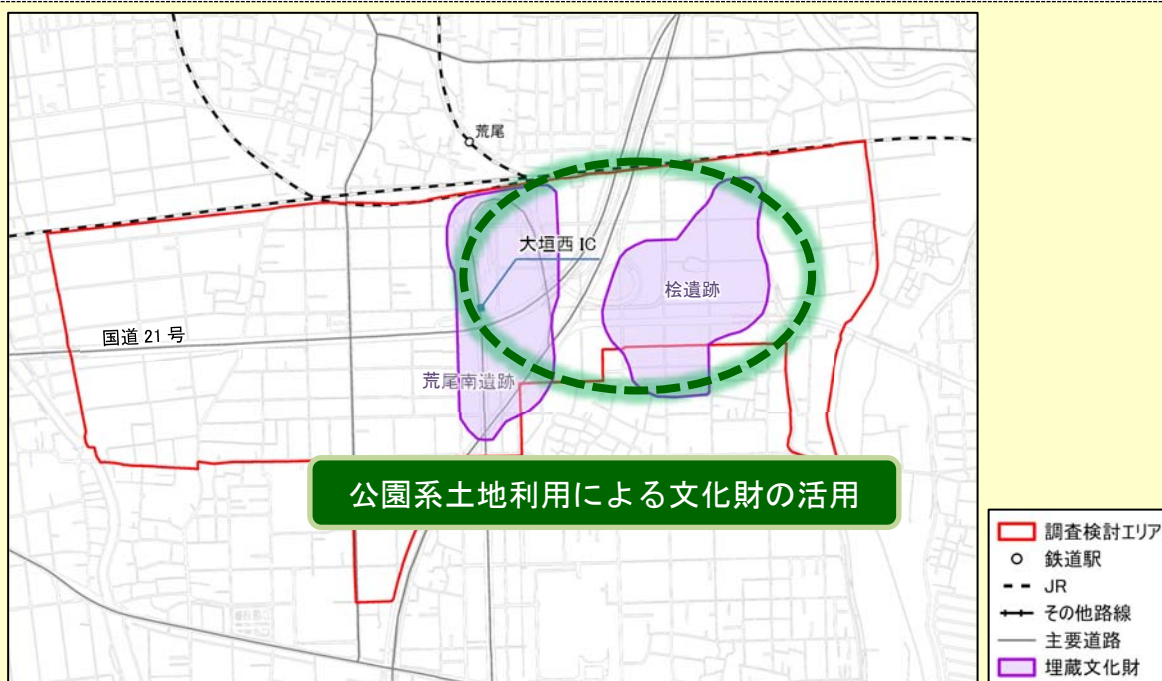 荒尾
大垣西 IC
桧遺跡
国道 21 号
荒尾南遺跡
公園系土地利用による文化財の活用
調査検討エリア
鉄道駅
JR
その他路線
主要道路
埋蔵文化財